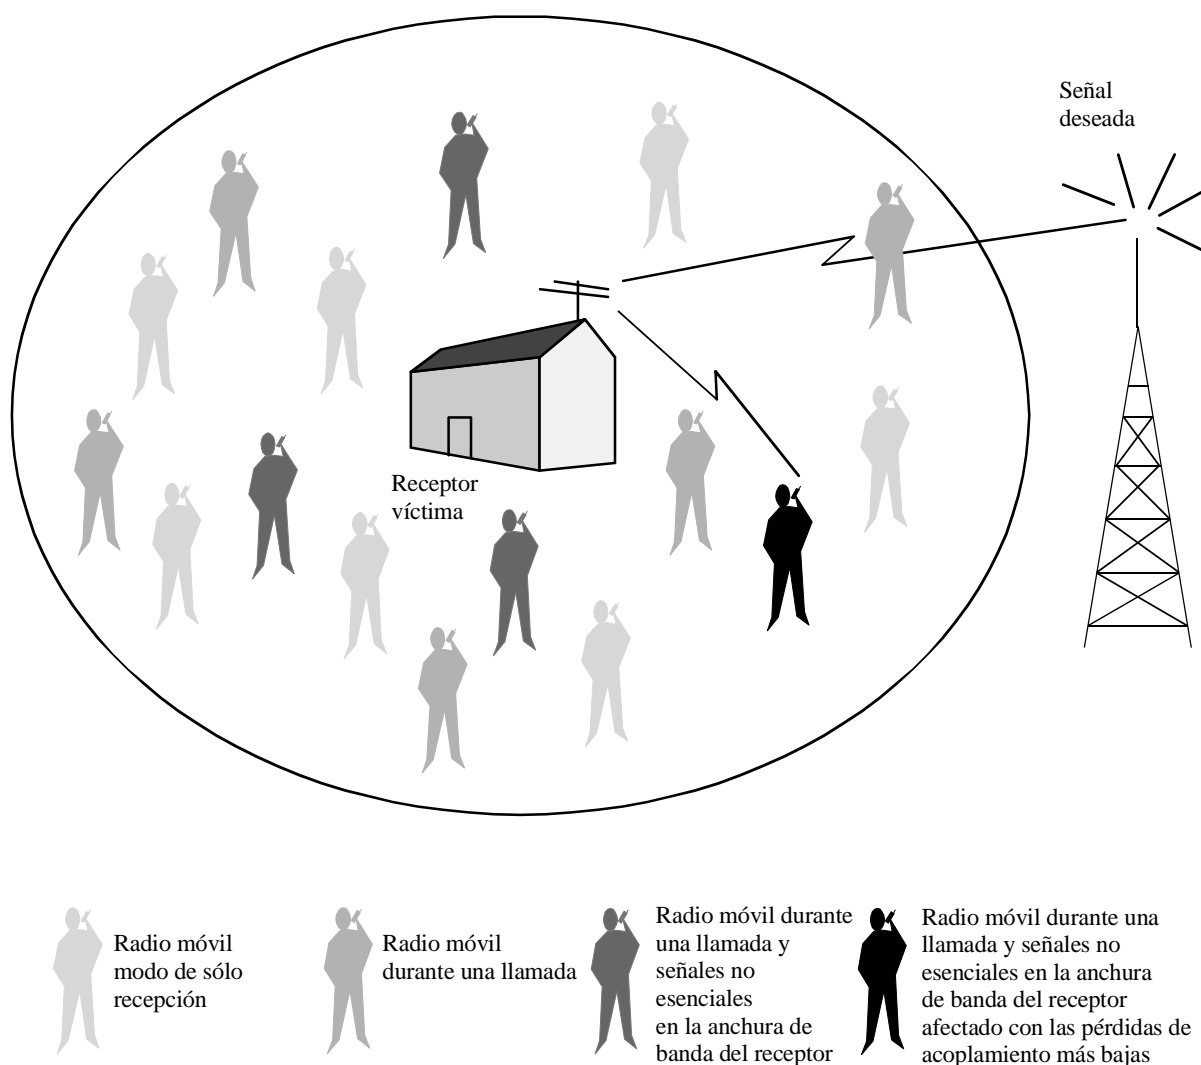 Señal
deseada
Receptor
víctima
Radio móvil
modo de sólo
recepción
Radio móvil
durante una llamada
Radio móvil durante
una llamada y
señales no
esenciales
en la anchura de
banda del receptor
Radio móvil durante una
llamada y señales no
esenciales en la anchura
de banda del receptor
afectado con las pérdidas de
acoplamiento más bajas